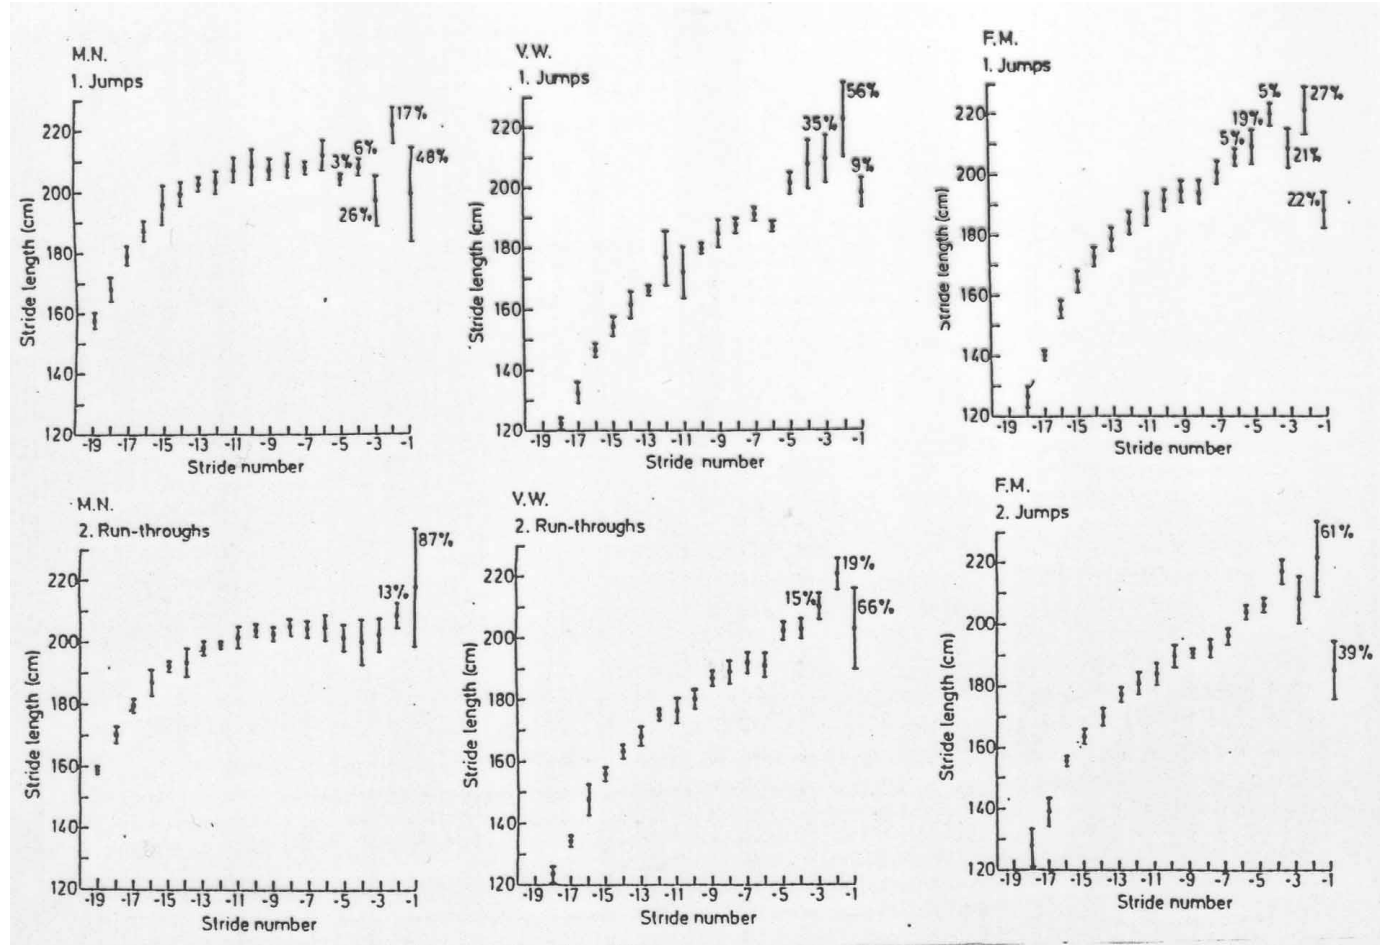 M.N.
1. Jumps
220
200
180
160
140
120
Stride length (cm)
3%
6%
26%
17%
48%
-19 -17 -15 -13 -11 -9 -7 -5 -3 -1
Stride number
V.W.
1. Jumps
220
200
180
160
140
120
Stride length (cm)
35%
56%
9%
-19 -17 -15 -13 -11 -9 -7 -5 -3 -1
Stride number
F.M.
1. Jumps
220
200
180
160
140
120
Stride length (cm)
5%
19%
5%
21%
27%
22%
-19 -17 -15 -13 -11 -9 -7 -5 -3 -1
Stride number
M.N.
2. Run-throughs
220
200
180
160
140
120
Stride length (cm)
13%
87%
-19 -17 -15 -13 -11 -9 -7 -5 -3 -1
Stride number
V.W.
2. Run-throughs
220
200
180
160
140
120
Stride length (cm)
15%
19%
66%
-19 -17 -15 -13 -11 -9 -7 -5 -3 -1
Stride number
F.M.
2. Jumps
220
200
180
160
140
120
Stride length (cm)
61%
39%
-19 -17 -15 -13 -11 -9 -7 -5 -3 -1
Stride number